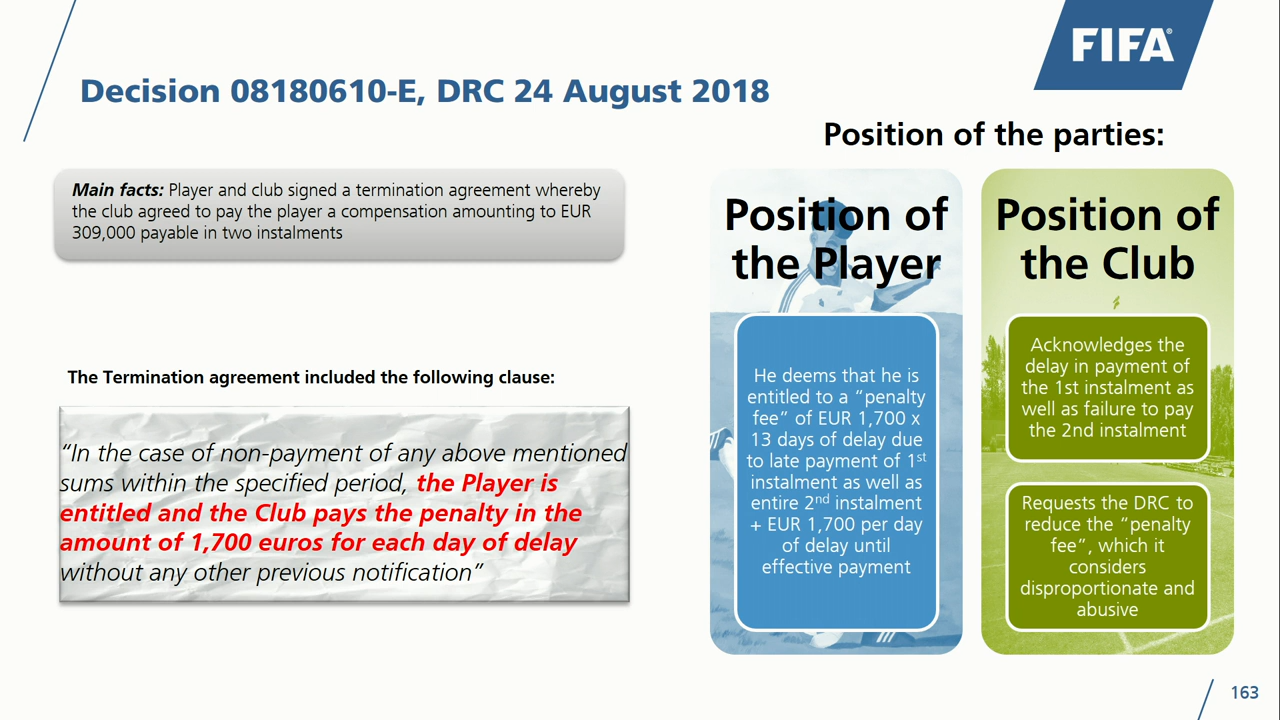 FIFA®
Decision 08180610-E, DRC 24 August 2018
Main facts: Player and club signed a termination agreement whereby
the club agreed to pay the player a compensation amounting to EUR
309,000 payable in two instalments
The Termination agreement included the following clause:
“In the case of non-payment of any above mentioned
sums within the specified period, the Player is
entitled and the Club pays the penalty in the
amount of 1,700 euros for each day of delay
without any other previous notification”
Position of the parties:
Position of
the Player
He deems that he is
entitled to a “penalty
fee” of EUR 1,700 x
13 days of delay due
to late payment of 1st
instalment as well as
entire 2nd instalment
+ EUR 1,700 per day
of delay until
effective payment
Position of
the Club
Acknowledges the
delay in payment of
the 1st instalment as
well as failure to pay
the 2nd instalment
Requests the DRC to
reduce the “penalty
fee”, which it
considers
disproportionate and
abusive
163